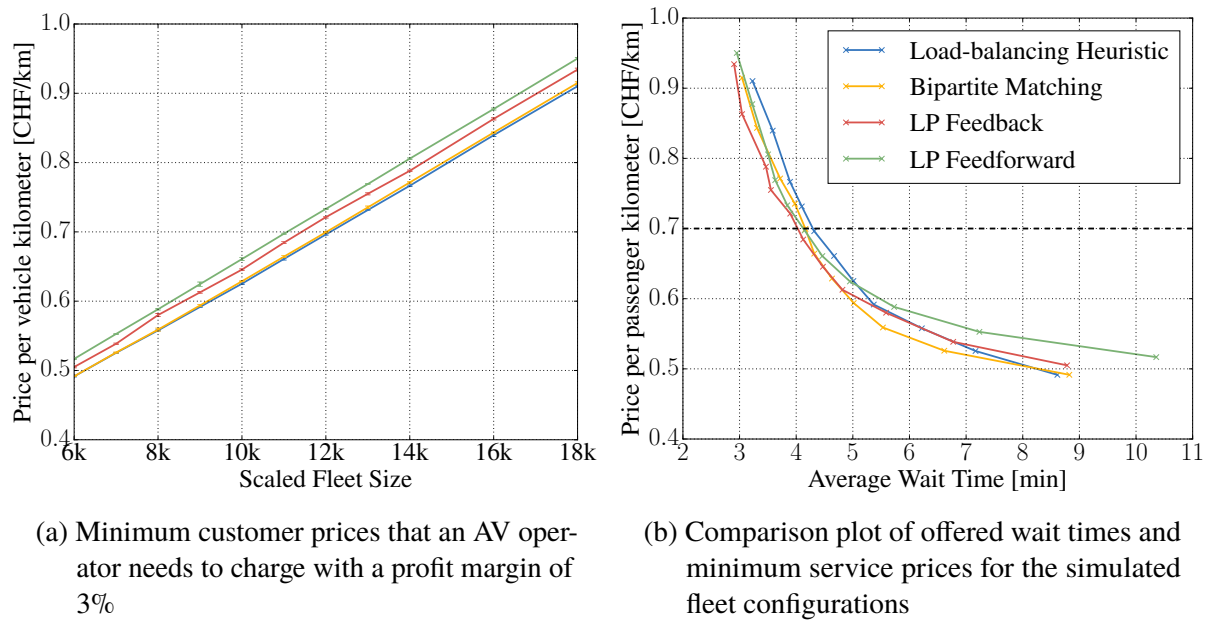 Price per vehicle kilometer [CHF/km]
1.0
0.9
0.8
0.7
0.6
0.5
0.4
6k 8k 10k 12k 14k 16k 18k
Scaled Fleet Size
(a) Minimum customer prices that an AV oper-
ator needs to charge with a profit margin of
3%
Price per passenger kilometer [CHF/km]
1.0
0.9
0.8
0.7
0.6
0.5
0.4
2 3 4 5 6 7 8 9 10 11
Average Wait Time [min]
Load-balancing Heuristic
Bipartite Matching
LP Feedback
LP Feedforward
(b) Comparison plot of offered wait times and
minimum service prices for the simulated
fleet configurations